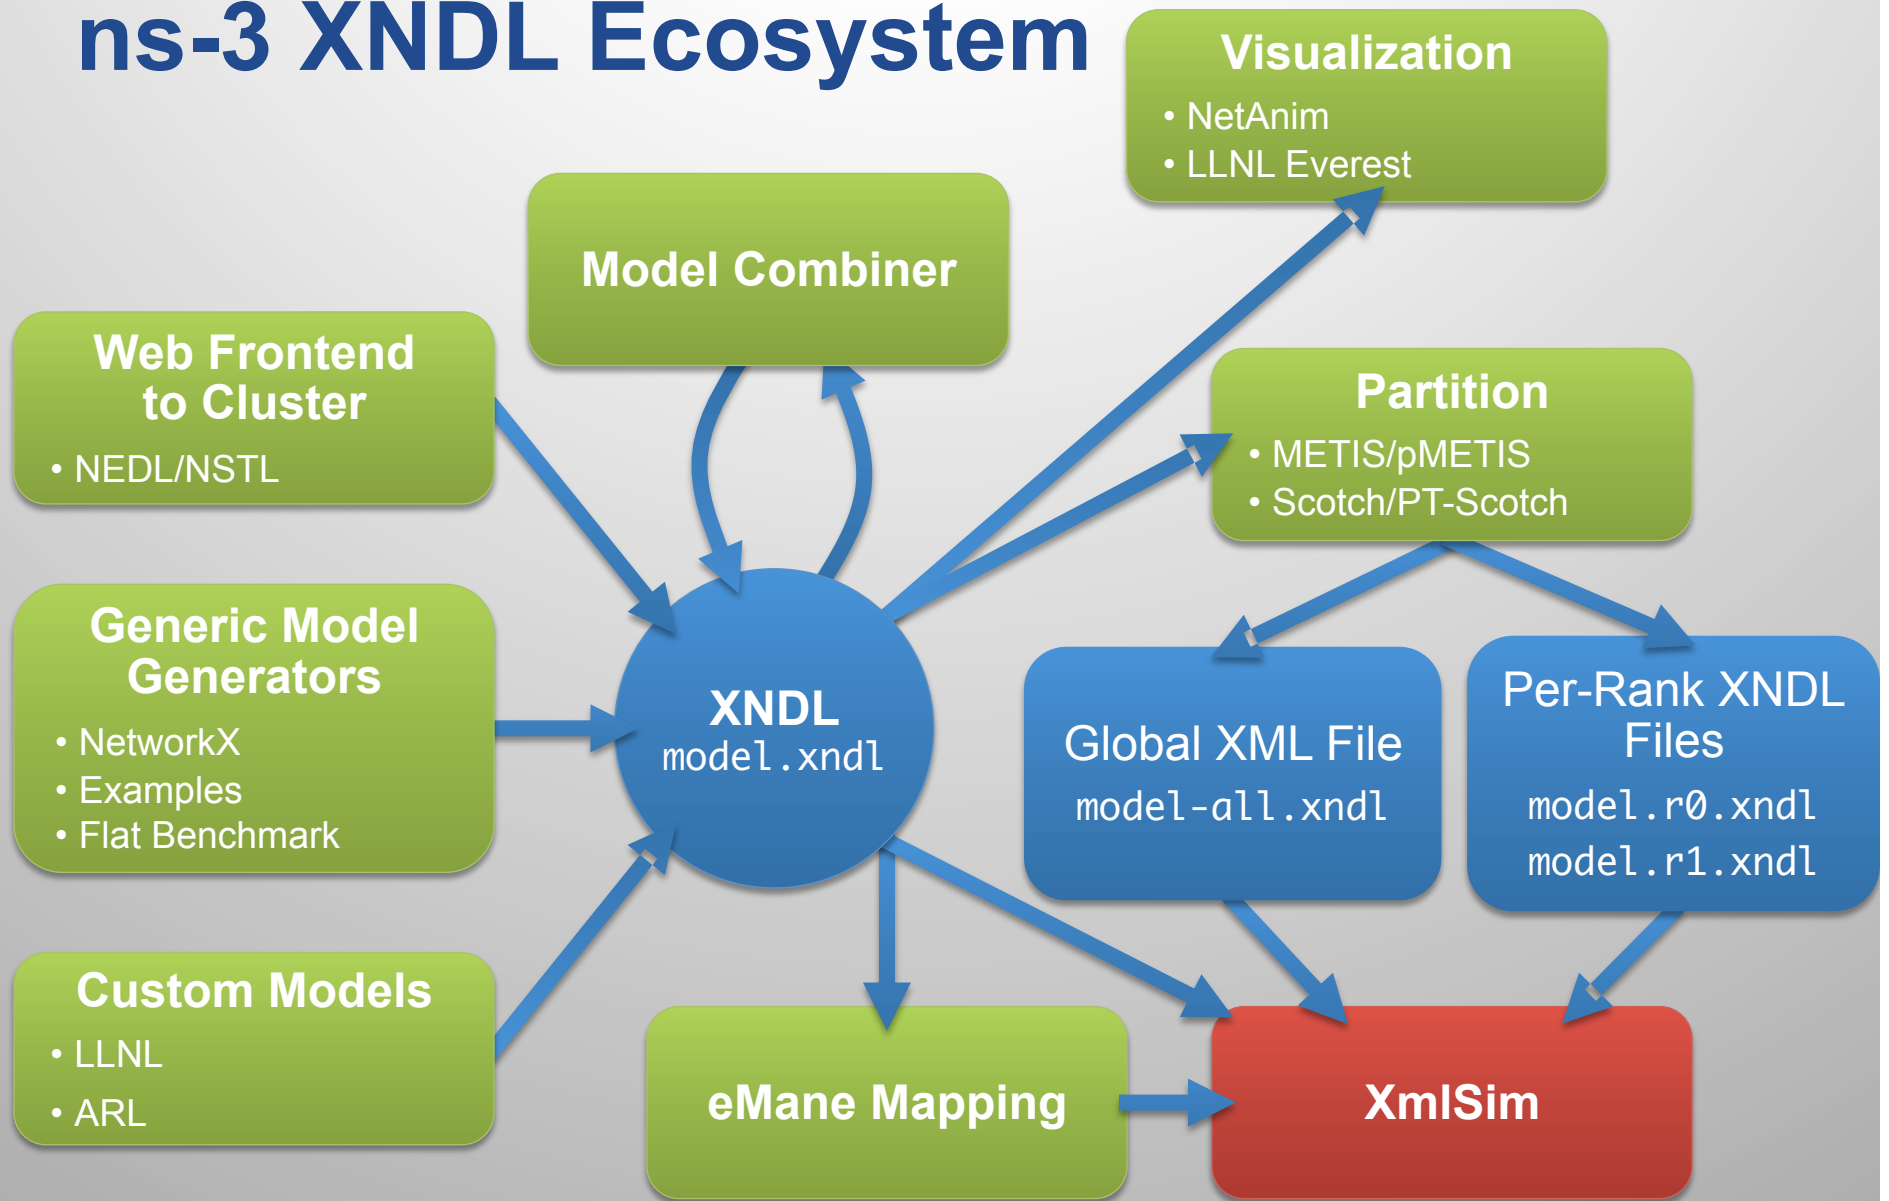 ns-3 XNDL Ecosystem
Visualization
• NetAnim
• LLNL Everest
Model Combiner
Web Frontend
to Cluster
• NEDL/NSTL
Partition
• METIS/pMETIS
• Scotch/PT-Scotch
Generic Model
Generators
• NetworkX
• Examples
• Flat Benchmark
XNDL
model.xndl
Global XML File
model-all.xndl
Per-Rank XNDL
Files
model.r0.xndl
model.r1.xndl
Custom Models
• LLNL
• ARL
eMane Mapping
XmlSim